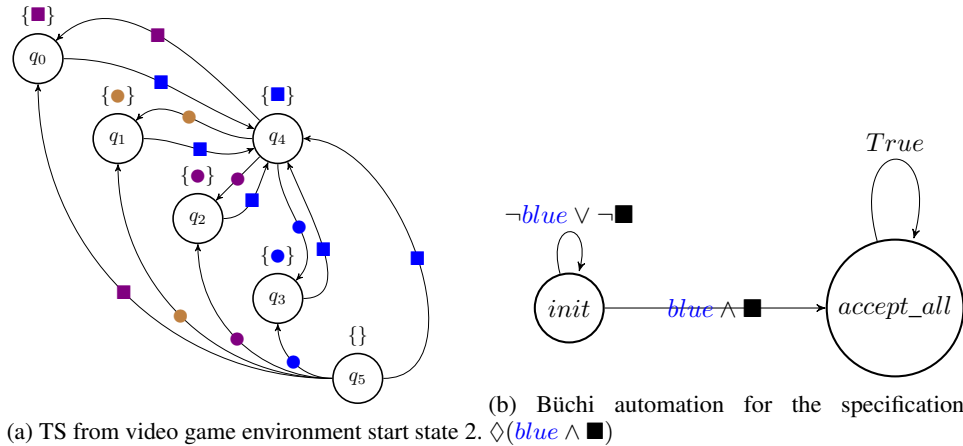 {■}
q0
{■}
{●}
q4
q1
{●}
q2
{●}
q3
{}
q5
(a) TS from video game environment start state 2.
True
¬blue ∨ ¬■
init
blue ∧ ■
accept_all
(b) Büchi automation for the specification
◊(blue ∧ ■)